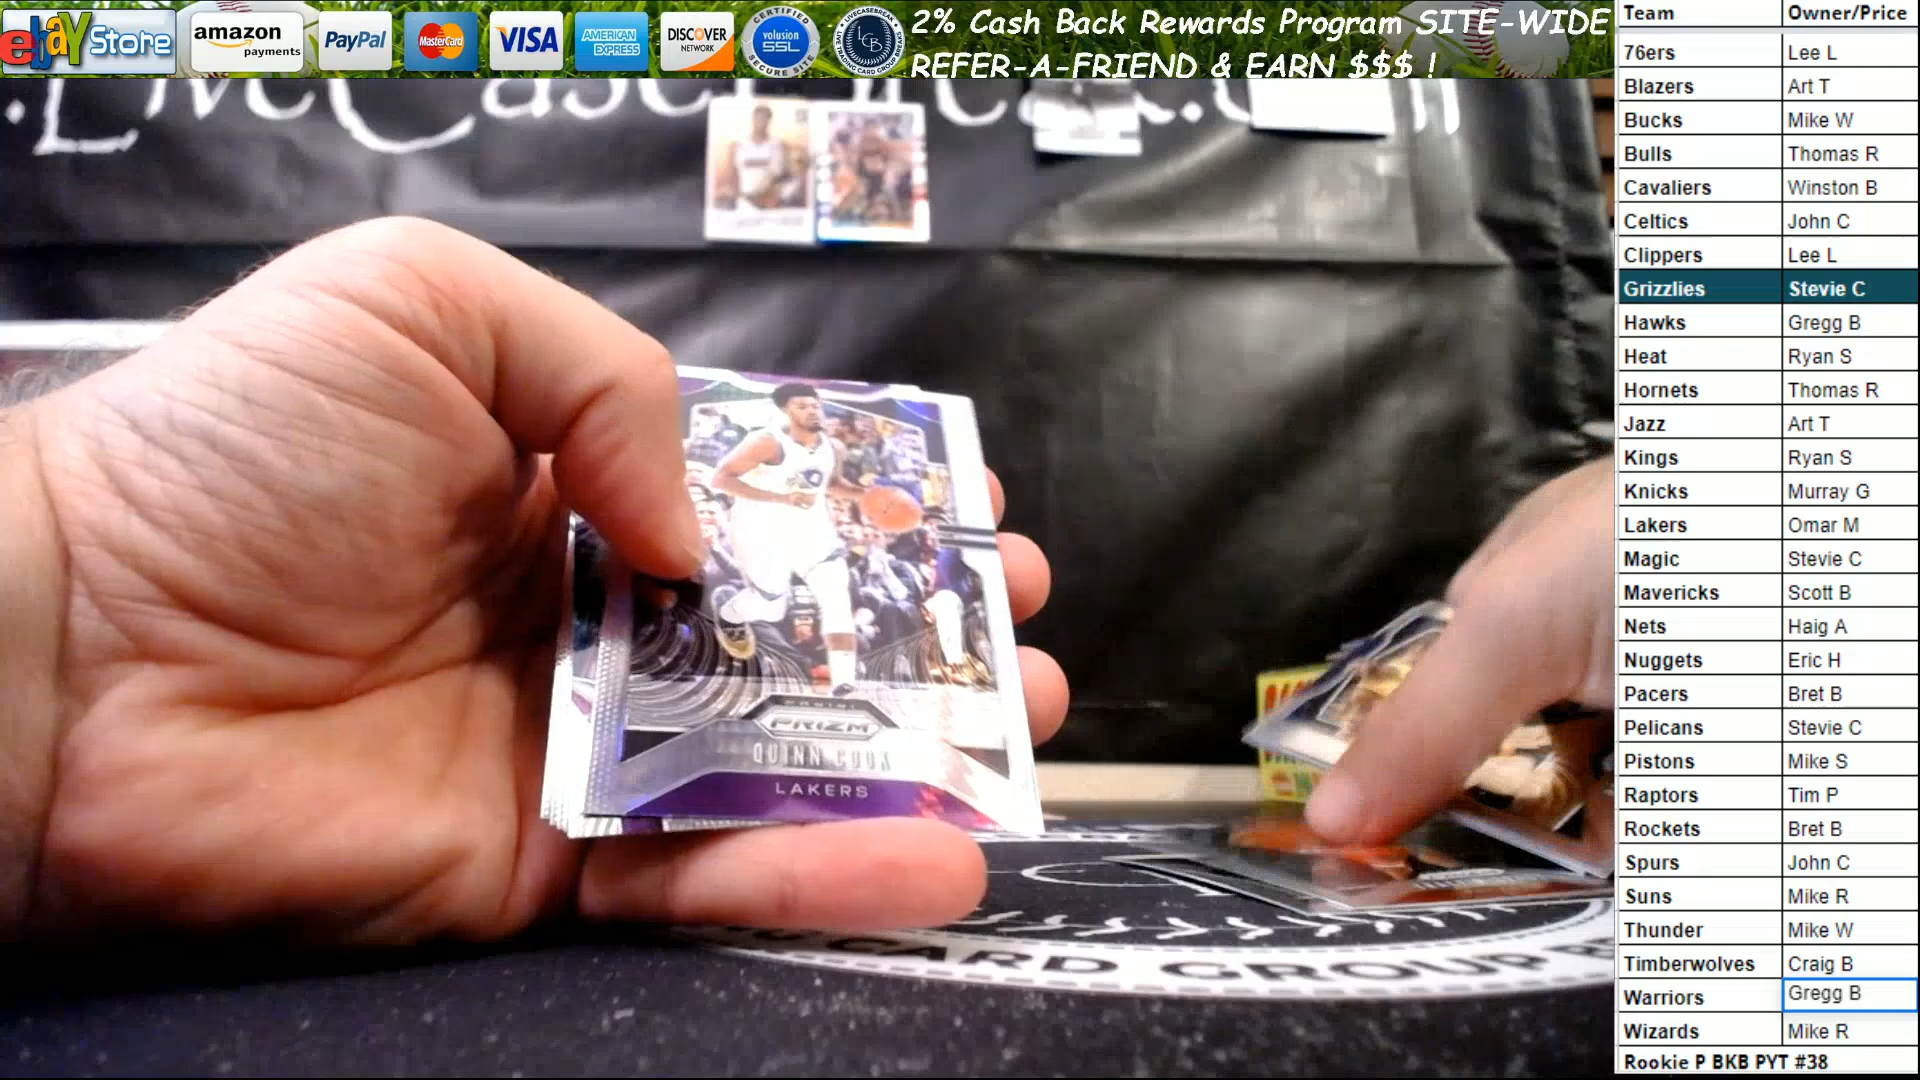 ebay Store
amazon payments
PayPal
MasterCard
VISA
AMERICAN EXPRESS
DISCOVER NETWORK
CERTIFIED volusion SSL SECURE SITE
LCB
2% Cash Back Rewards Program SITE-WIDE
REFER-A-FRIEND & EARN $$$ !
Team Owner/Price
76ers Lee L
Blazers Art T
Bucks Mike W
Bulls Thomas R
Cavaliers Winston B
Celtics John C
Clippers Lee L
Grizzlies Stevie C
Hawks Gregg B
Heat Ryan S
Hornets Thomas R
Jazz Art T
Kings Ryan S
Knicks Murray G
Lakers Omar M
Magic Stevie C
Mavericks Scott B
Nets Haig A
Nuggets Eric H
Pacers Bret B
Pelicans Stevie C
Pistons Mike S
Raptors Tim P
Rockets Bret B
Spurs John C
Suns Mike R
Thunder Mike W
Timberwolves Craig B
Warriors Gregg B
Wizards Mike R
Rookie P BKB PYT #38
PANINI
PRIZM
QUINN COOK
LAKERS
CARD GROUP